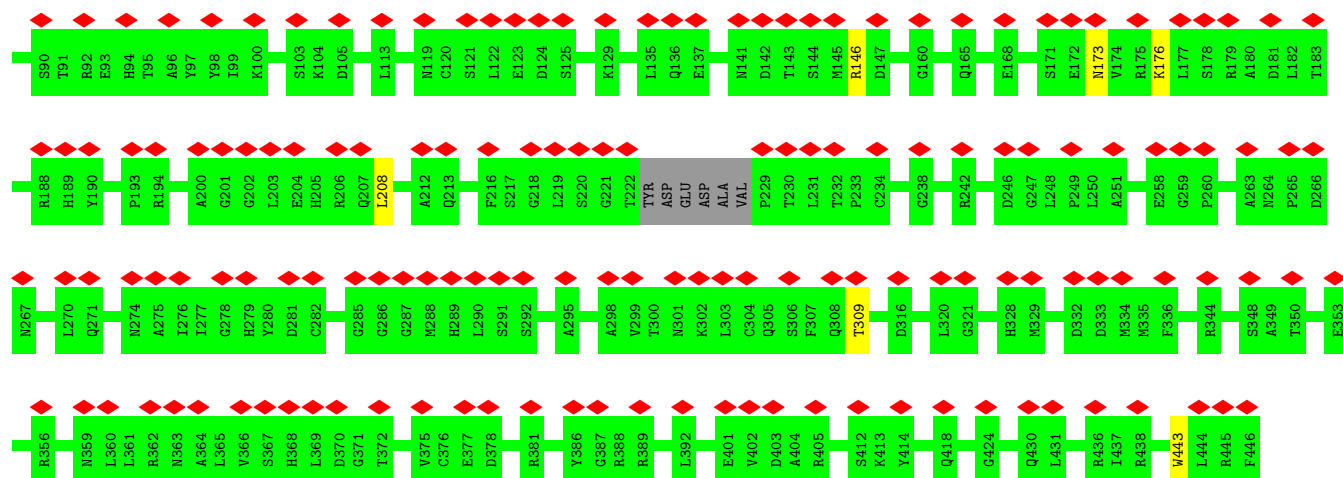 S90 T91 R92 E93 H94 T95 A96 Y97 Y98 I99 K100 S103 K104 D105 L113 N119 C120 S121 L122 E123 D124 S125 K129 L135 Q136 E137 N141 D142 T143 S144 M145 R146 D147 G160 Q165 E168 S171 E172 N173 V174 R175 K176 L177 S178 R179 A180 D181 L182 T183
R188 H189 Y190 P193 R194 A200 G201 G202 L203 E204 H205 R206 Q207 L208 A212 Q213 F216 S217 G218 L219 S220 G221 T222 TYR ASP GLU ASP ALA VAL P229 T230 L231 T232 P233 C234 G238 R242 D246 G247 L248 P249 L250 A251 E258 G259 P260 A263 N264 P265 D266
N267 L270 Q271 N274 A275 I276 I277 G278 H279 Y280 D281 C282 G285 G286 G287 M288 H289 L290 S291 S292 A295 A298 V299 T300 N301 K302 L303 C304 Q305 S306 F307 Q308 T309 D316 L320 G321 H328 M329 D332 D333 M334 M335 F336 R344 S348 A349 T350 E353
R356 N359 L360 L361 R362 N363 A364 L365 V366 S367 H368 L369 D370 G371 T372 V375 C376 E377 D378 R381 Y386 G387 R388 R389 L392 E401 V402 D403 A404 R405 S412 K413 Y414 Q418 G424 Q430 L431 R436 I437 R438 W443 L444 R445 F446